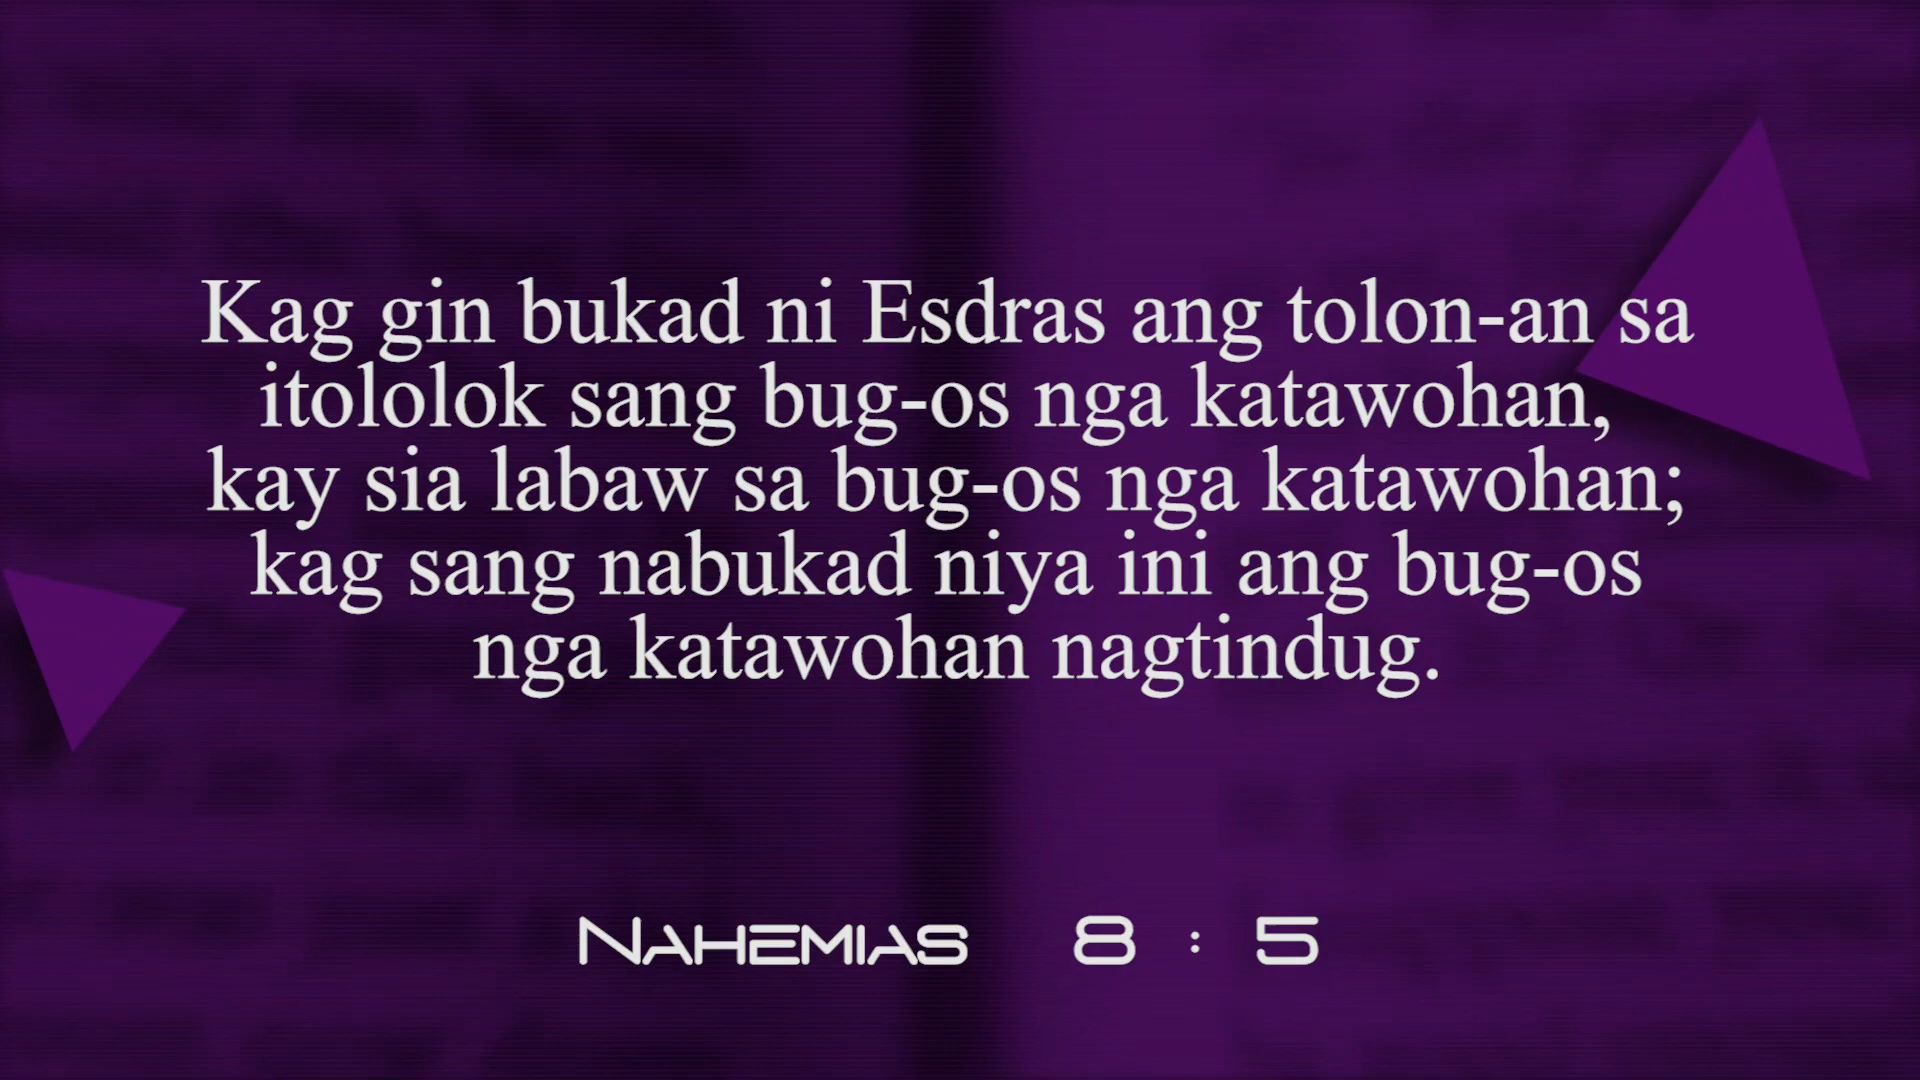 Kag gin bukad ni Esdras ang tolon-an sa
itololok sang bug-os nga katawohan,
kay sia labaw sa bug-os nga katawohan;
kag sang nabukad niya ini ang bug-os
nga katawohan nagtindug.
Nahemias 8 : 5